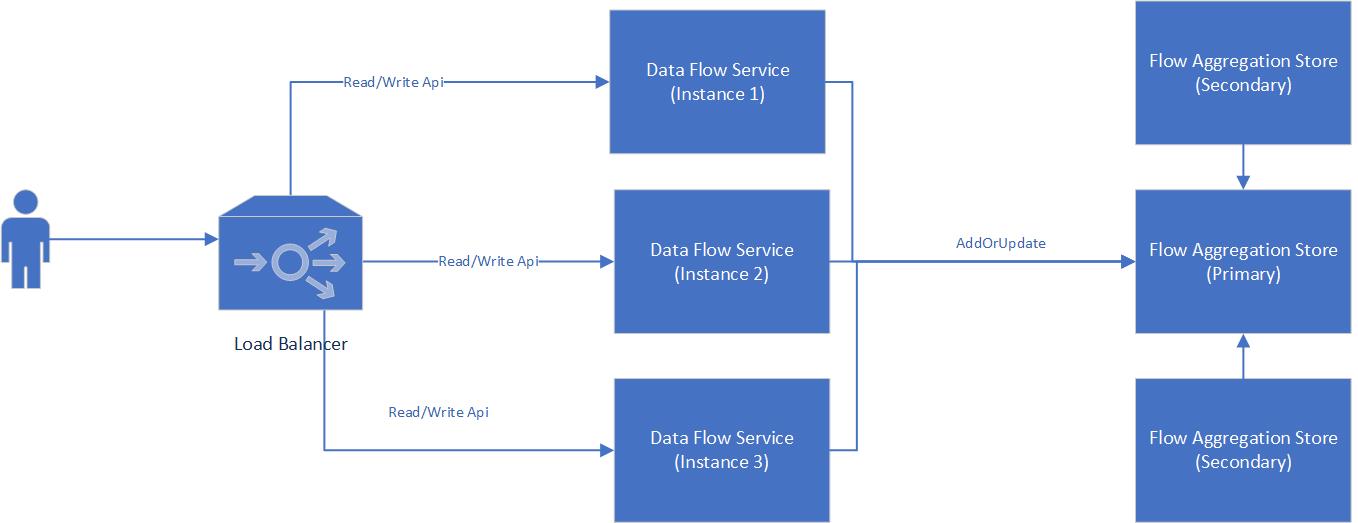 Read/Write Api
Data Flow Service
(Instance 1)
Flow Aggregation Store
(Secondary)
Load Balancer
Read/Write Api
Data Flow Service
(Instance 2)
AddOrUpdate
Flow Aggregation Store
(Primary)
Read/Write Api
Data Flow Service
(Instance 3)
Flow Aggregation Store
(Secondary)